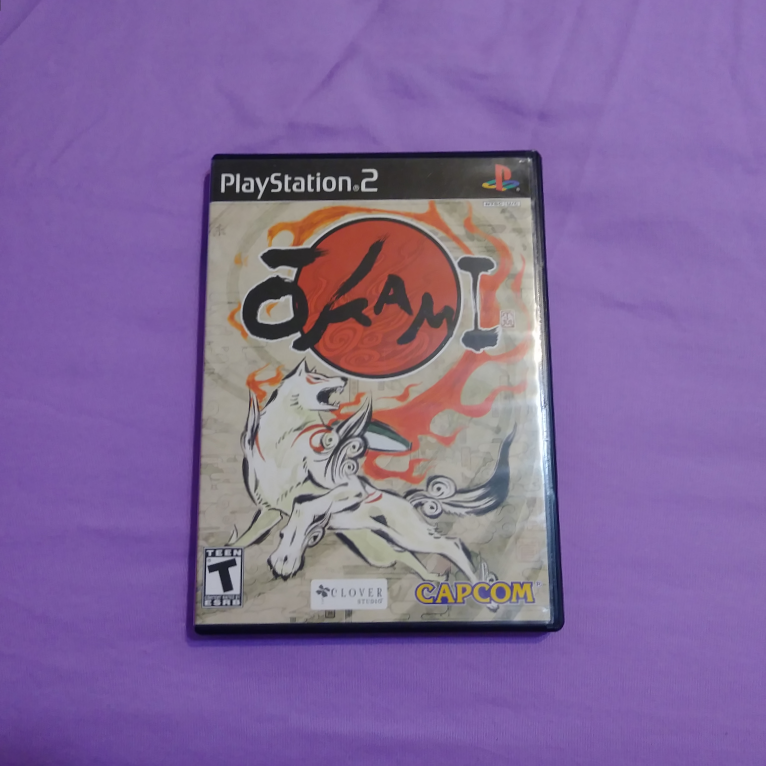 PlayStation®2
ŌKAMI
TEEN
T
ESRB
CLOVER
STUDIO
CAPCOM